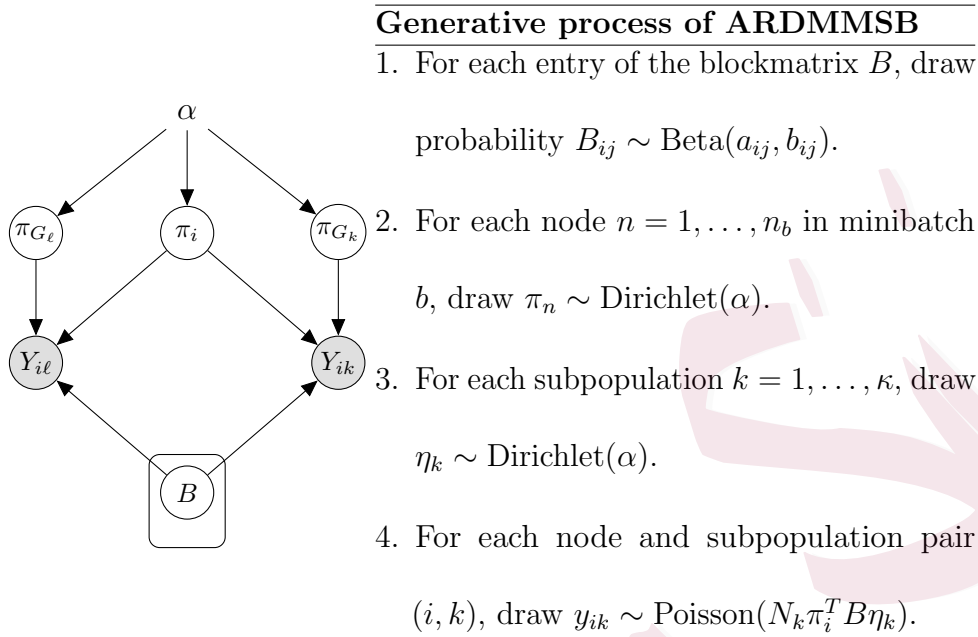 α
π_{G_ℓ} π_i π_{G_k}
Y_{iℓ} Y_{ik}
B
Generative process of ARDMMSB
1. For each entry of the blockmatrix B, draw
probability B_{ij} ∼ Beta(a_{ij}, b_{ij}).
2. For each node n = 1, . . . , n_b in minibatch
b, draw π_n ∼ Dirichlet(α).
3. For each subpopulation k = 1, . . . , κ, draw
η_k ∼ Dirichlet(α).
4. For each node and subpopulation pair
(i, k), draw y_{ik} ∼ Poisson(N_k π_i^T B η_k).